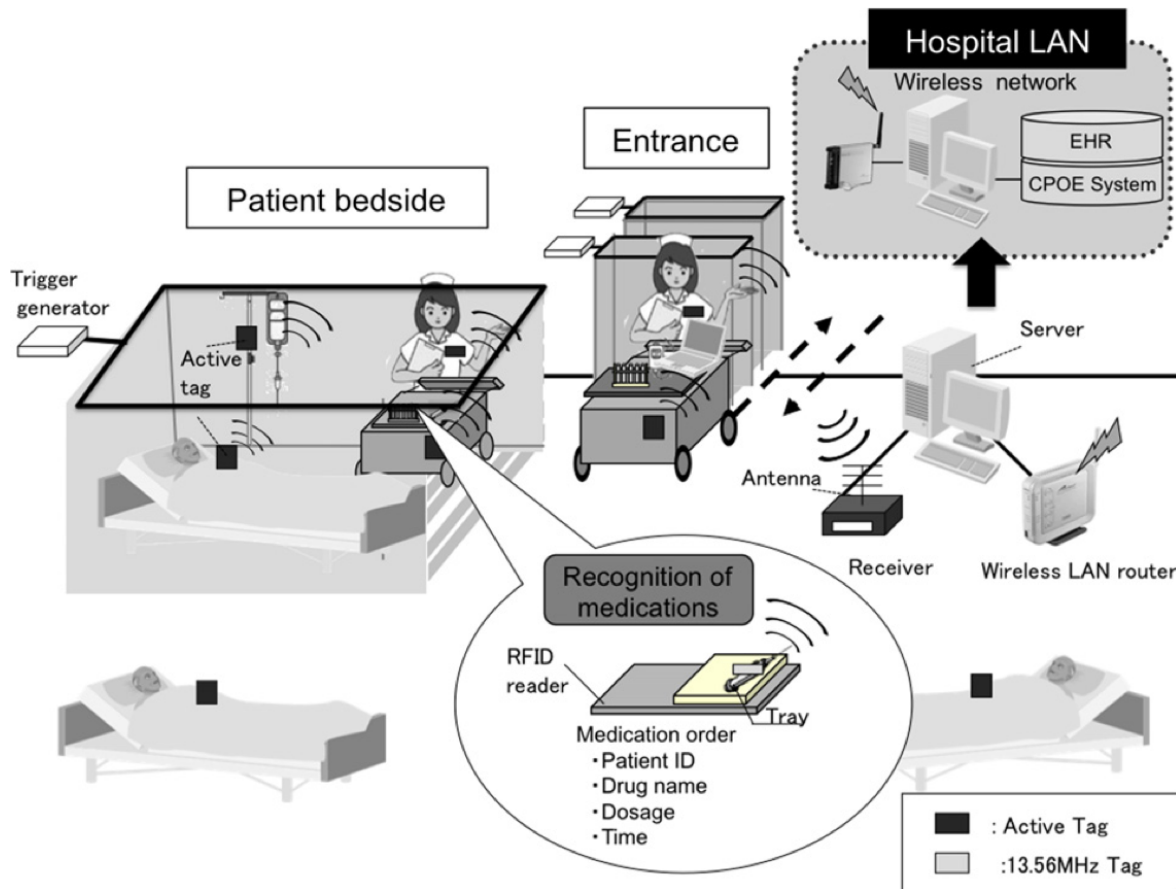 Hospital LAN
Wireless network
EHR
CPOE System
Entrance
Patient bedside
Trigger
generator
Active
tag
Server
Antenna
Receiver
Wireless LAN router
Recognition of
medications
RFID
reader
Tray
Medication order
・Patient ID
・Drug name
・Dosage
・Time
: Active Tag
:13.56MHz Tag